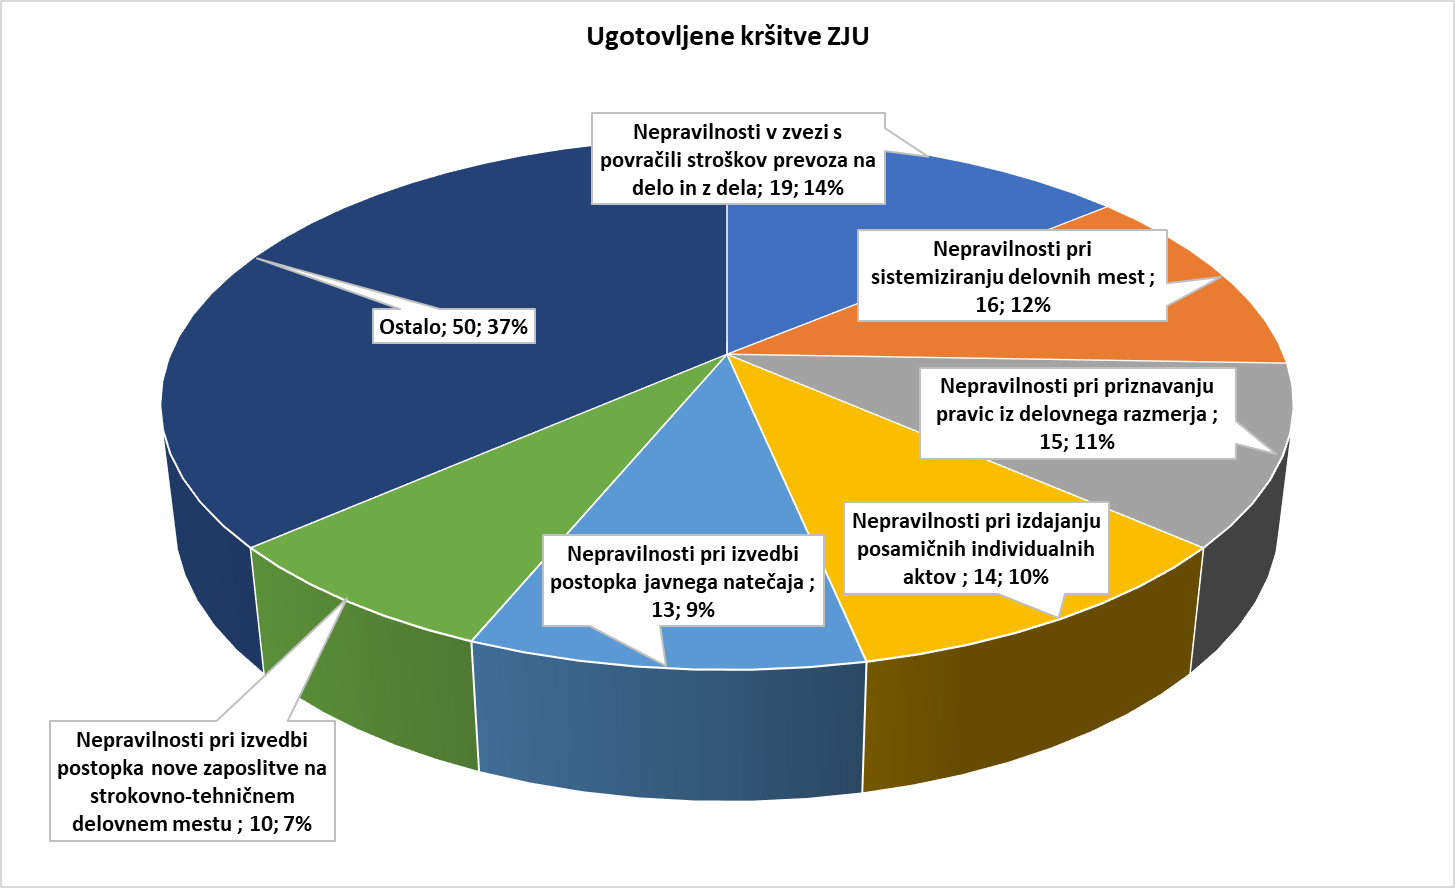 Ugotovljene kršitve ZJU
Nepravilnosti v zvezi s
povračili stroškov prevoza na
delo in z dela; 19; 14%
Nepravilnosti pri
sistemiziranju delovnih mest ;
16; 12%
Nepravilnosti pri priznavanju
pravic iz delovnega razmerja ;
15; 11%
Nepravilnosti pri izdajanju
posamičnih individualnih
aktov ; 14; 10%
Nepravilnosti pri izvedbi
postopka javnega natečaja ;
13; 9%
Nepravilnosti pri izvedbi
postopka nove zaposlitve na
strokovno-tehničnem
delovnem mestu ; 10; 7%
Ostalo; 50; 37%